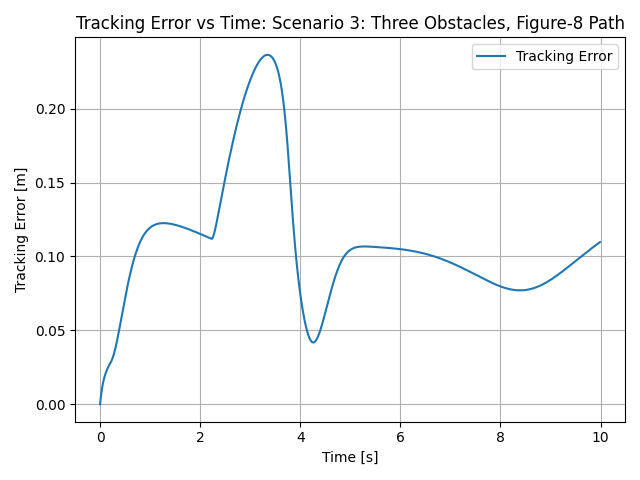 Tracking Error vs Time: Scenario 3: Three Obstacles, Figure-8 Path
Tracking Error
0.20
0.15
0.10
0.05
0.00
Tracking Error [m]
0 2 4 6 8 10
Time [s]